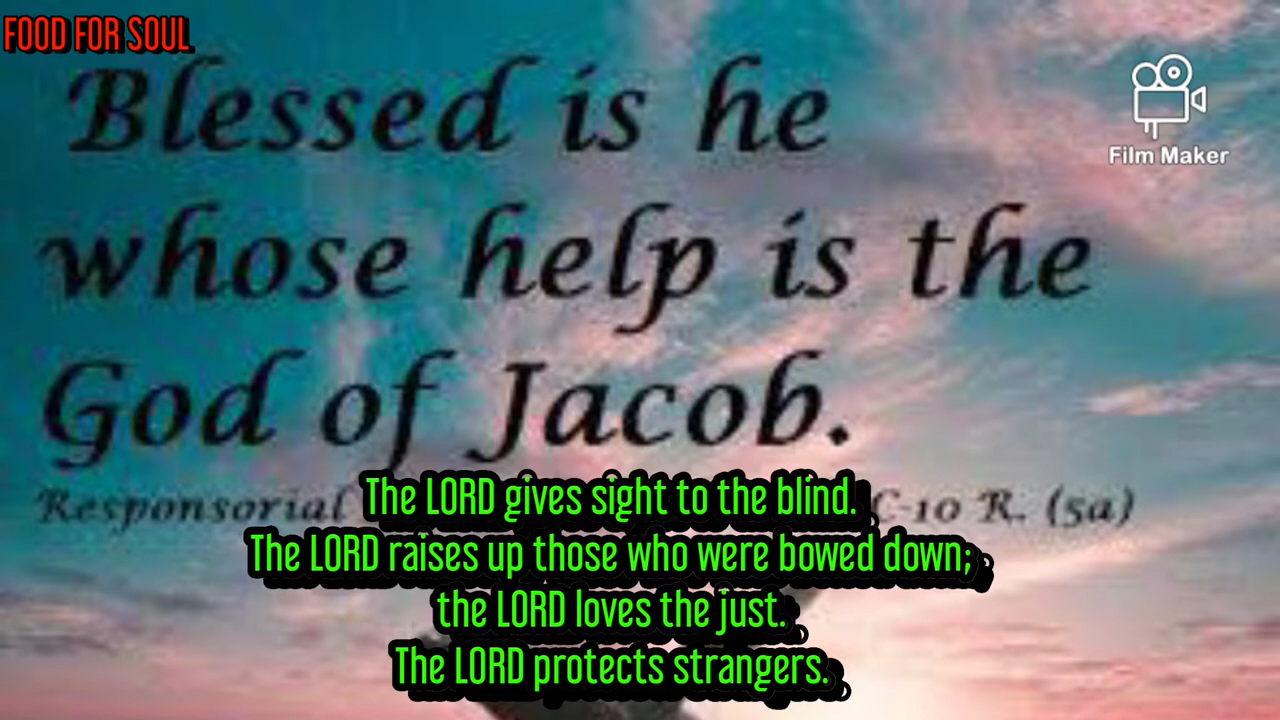 FOOD FOR SOUL
Blessed is he
whose help is the
God of Jacob.
Responsorial C-10 R. (5a)
The LORD gives sight to the blind.
The LORD raises up those who were bowed down;
the LORD loves the just.
The LORD protects strangers.
Film Maker